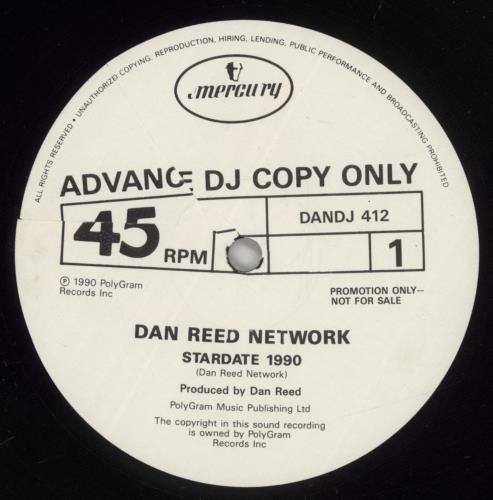 ALL RIGHTS RESERVED • UNAUTHORIZED COPYING, REPRODUCTION, HIRING, LENDING, PUBLIC PERFORMANCE AND BROADCASTING PROHIBITED
mercury
ADVANCE DJ COPY ONLY
45 RPM
DANDJ 412
1
℗ 1990 PolyGram
Records Inc
PROMOTION ONLY—
NOT FOR SALE
DAN REED NETWORK
STARDATE 1990
(Dan Reed Network)
Produced by Dan Reed
PolyGram Music Publishing Ltd
The copyright in this sound recording
is owned by PolyGram
Records Inc